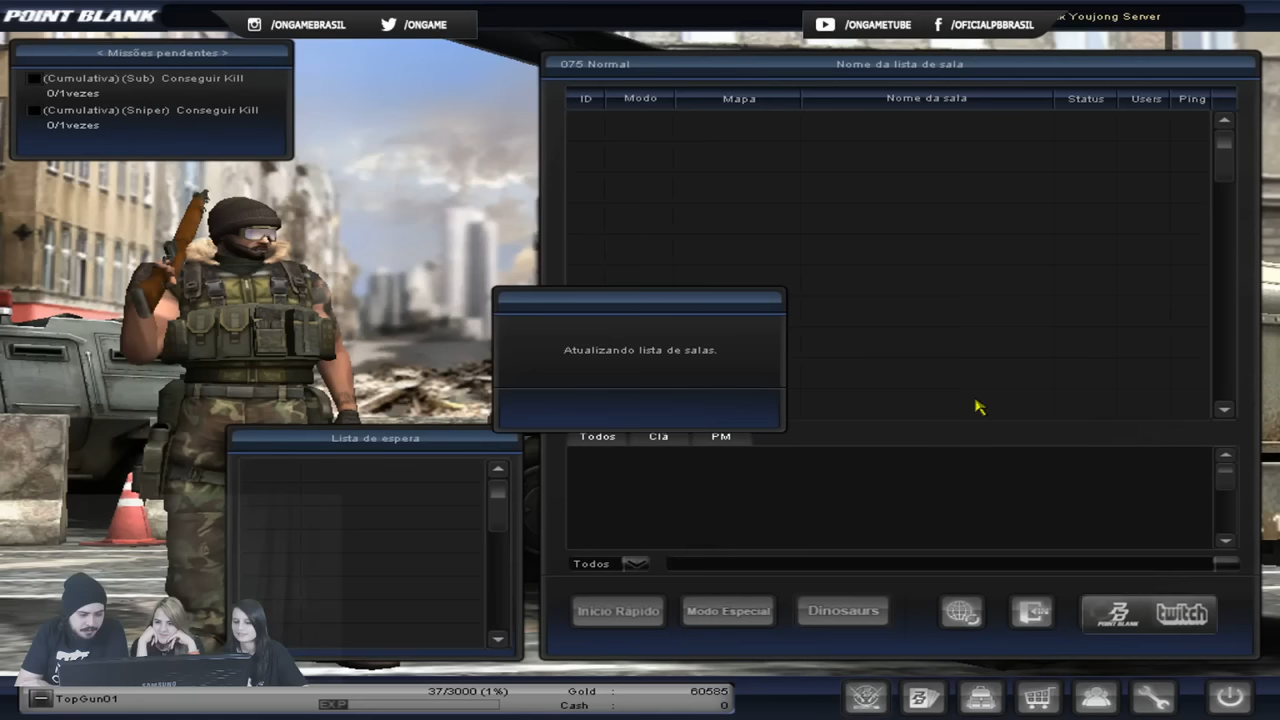 POINT BLANK
/ONGAMEBRASIL
/ONGAME
/ONGAMETUBE
/OFICIALPBBRASIL
k Youjong Server
< Missões pendentes >
(Cumulativa)(Sub) Conseguir Kill
0/1vezes
(Cumulativa)(Sniper) Conseguir Kill
0/1vezes
075 Normal
Nome da lista de sala
ID Modo Mapa Nome da sala Status Users Ping
Atualizando lista de salas.
Todos Cla PM
Lista de espera
Todos
Início Rápido
Modo Especial
Dinosaurs
POINT BLANK
twitch
SAMSUNG
TopGun01
37/3000 (1%)
EXP
Gold : 60585
Cash : 0